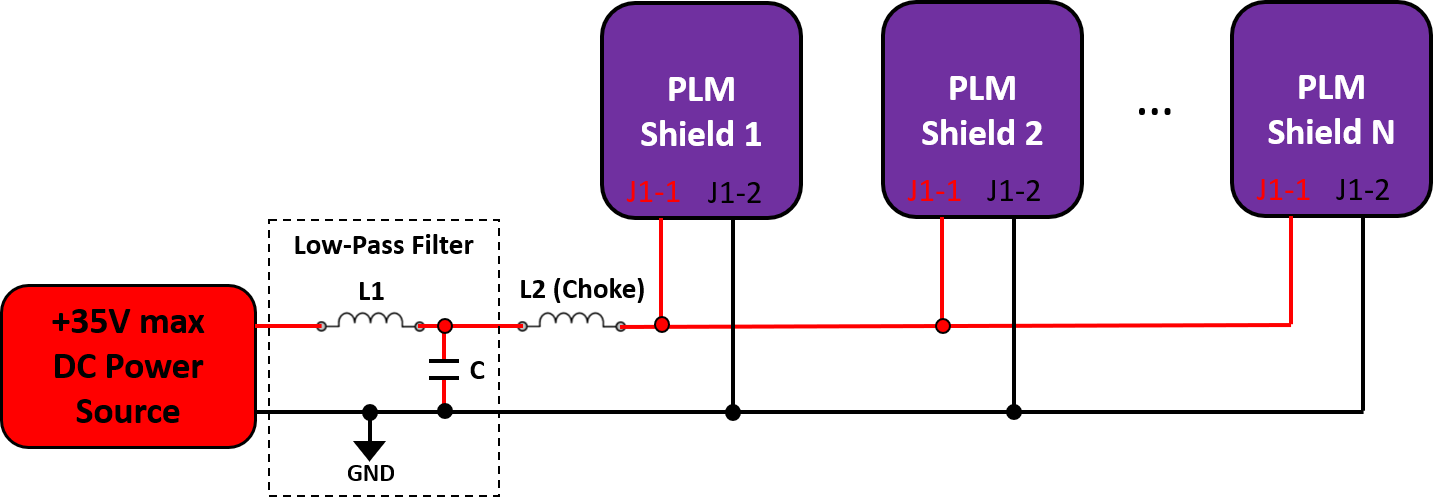 PLM
Shield 1
J1-1 J1-2
PLM
Shield 2
J1-1 J1-2
...
PLM
Shield N
J1-1 J1-2
Low-Pass Filter
L1
L2 (Choke)
+35V max
DC Power
Source
C
GND